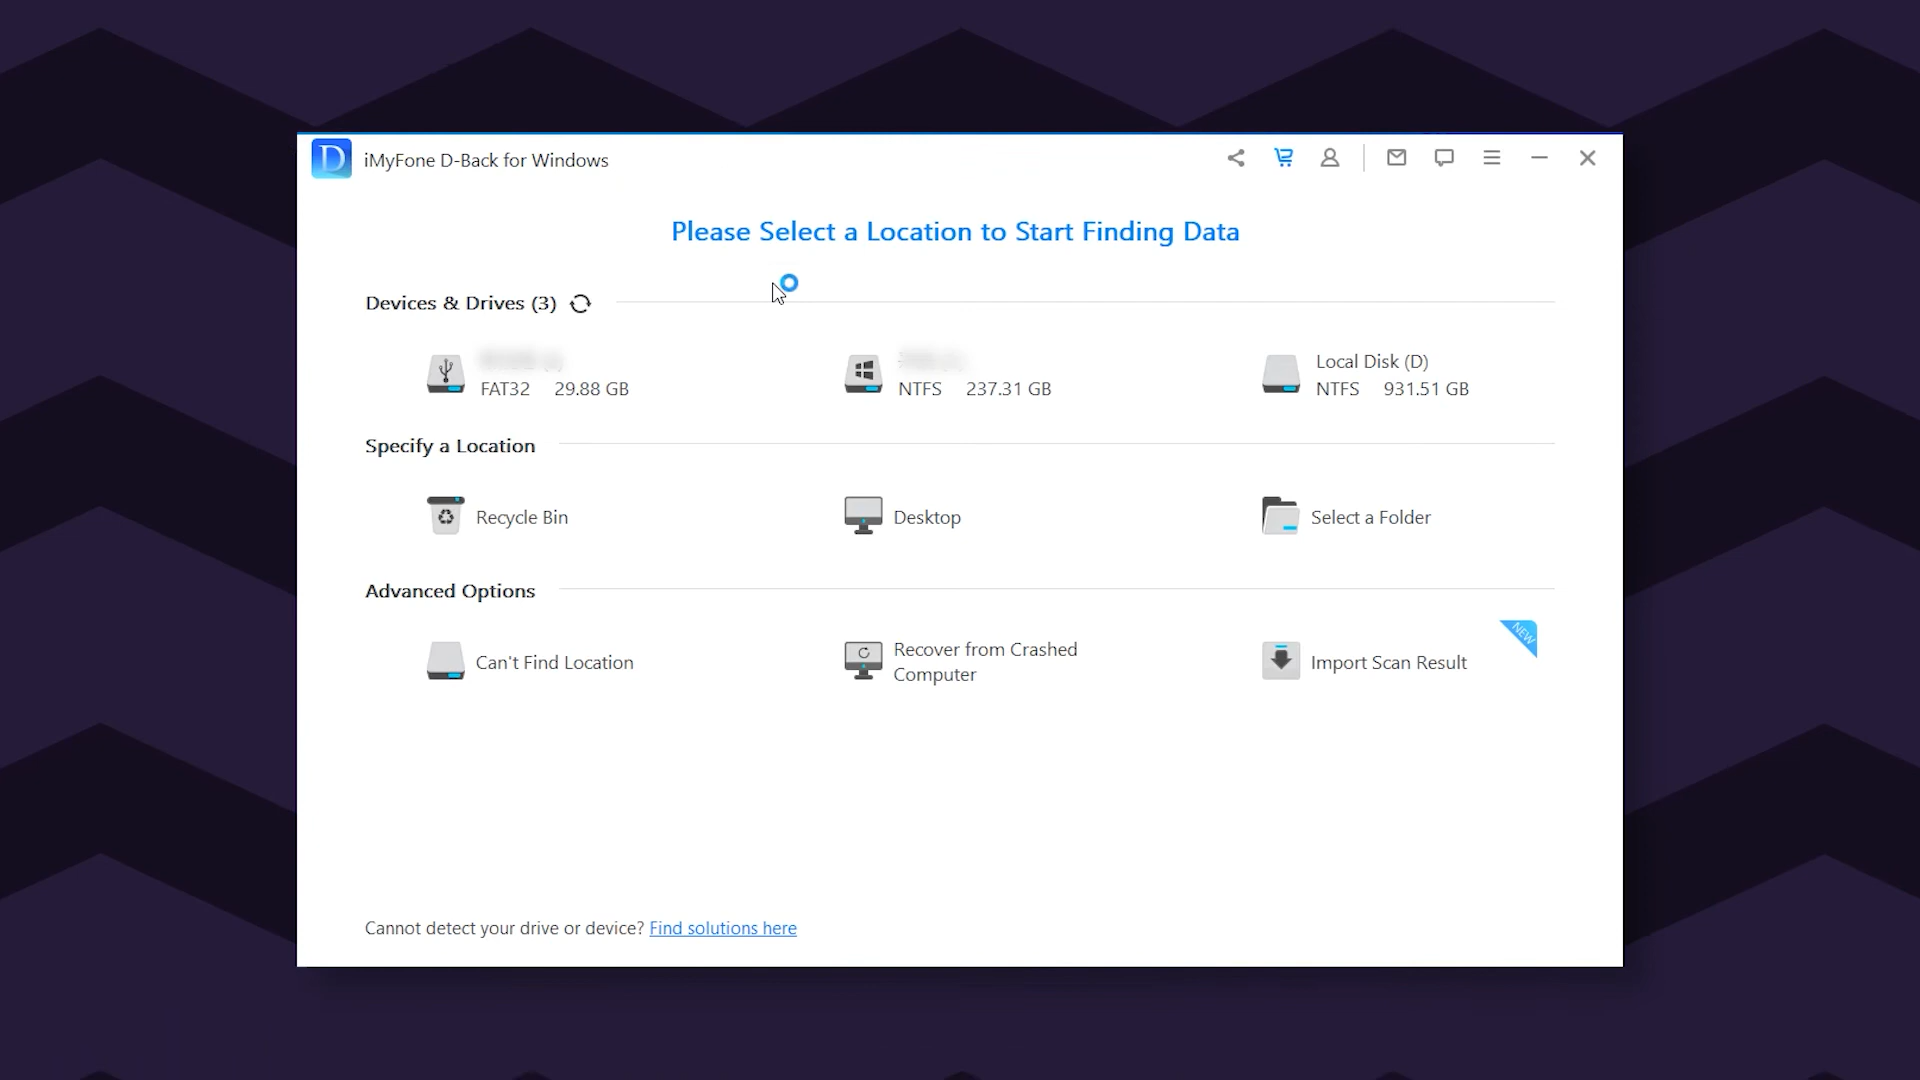 D iMyFone D-Back for Windows
Please Select a Location to Start Finding Data
Devices & Drives (3)
FAT32 29.88 GB
NTFS 237.31 GB
Local Disk (D)
NTFS 931.51 GB
Specify a Location
Recycle Bin
Desktop
Select a Folder
Advanced Options
Can't Find Location
Recover from Crashed
Computer
Import Scan Result
NEW
Cannot detect your drive or device? Find solutions here